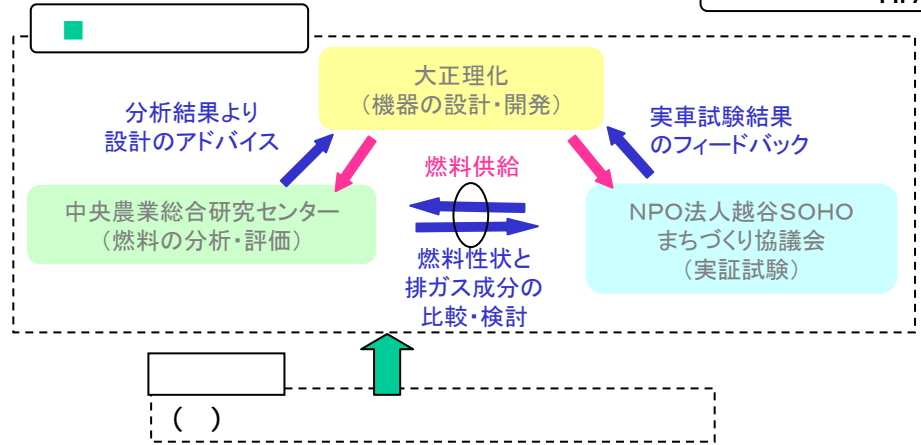 大正理化
(機器の設計・開発)
分析結果より
設計のアドバイス
実車試験結果
のフィードバック
燃料供給
中央農業総合研究センター
(燃料の分析・評価)
NPO法人越谷SOHO
まちづくり協議会
(実証試験)
燃料性状と
排ガス成分の
比較・検討
( )